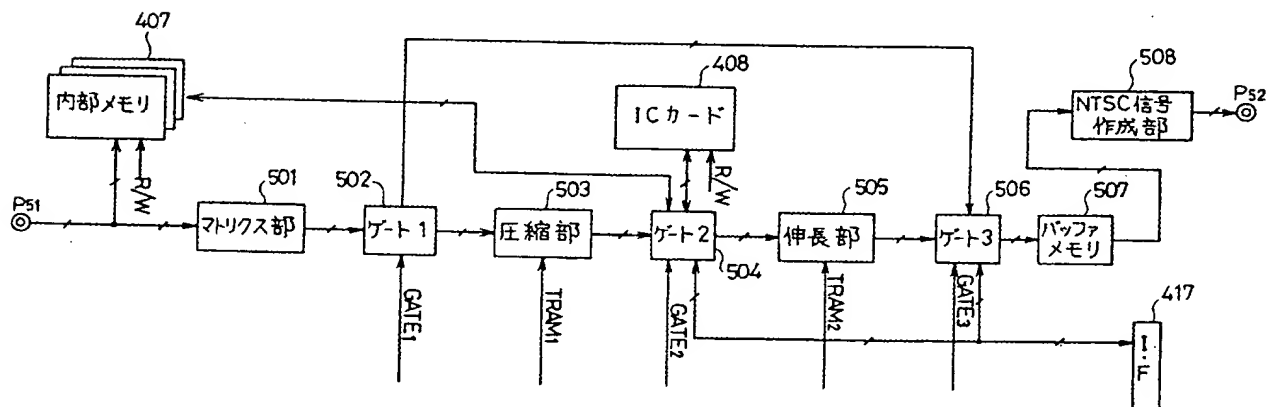 407
内部メモリ
R/W
P51
マトリクス部
501
ゲート1
502
GATE1
圧縮部
503
TRAM1
ICカード
408
R/W
ゲート2
504
GATE2
伸長部
505
TRAM2
ゲート3
506
GATE3
バッファ
メモリ
507
NTSC信号
作成部
508
P52
417
I・F